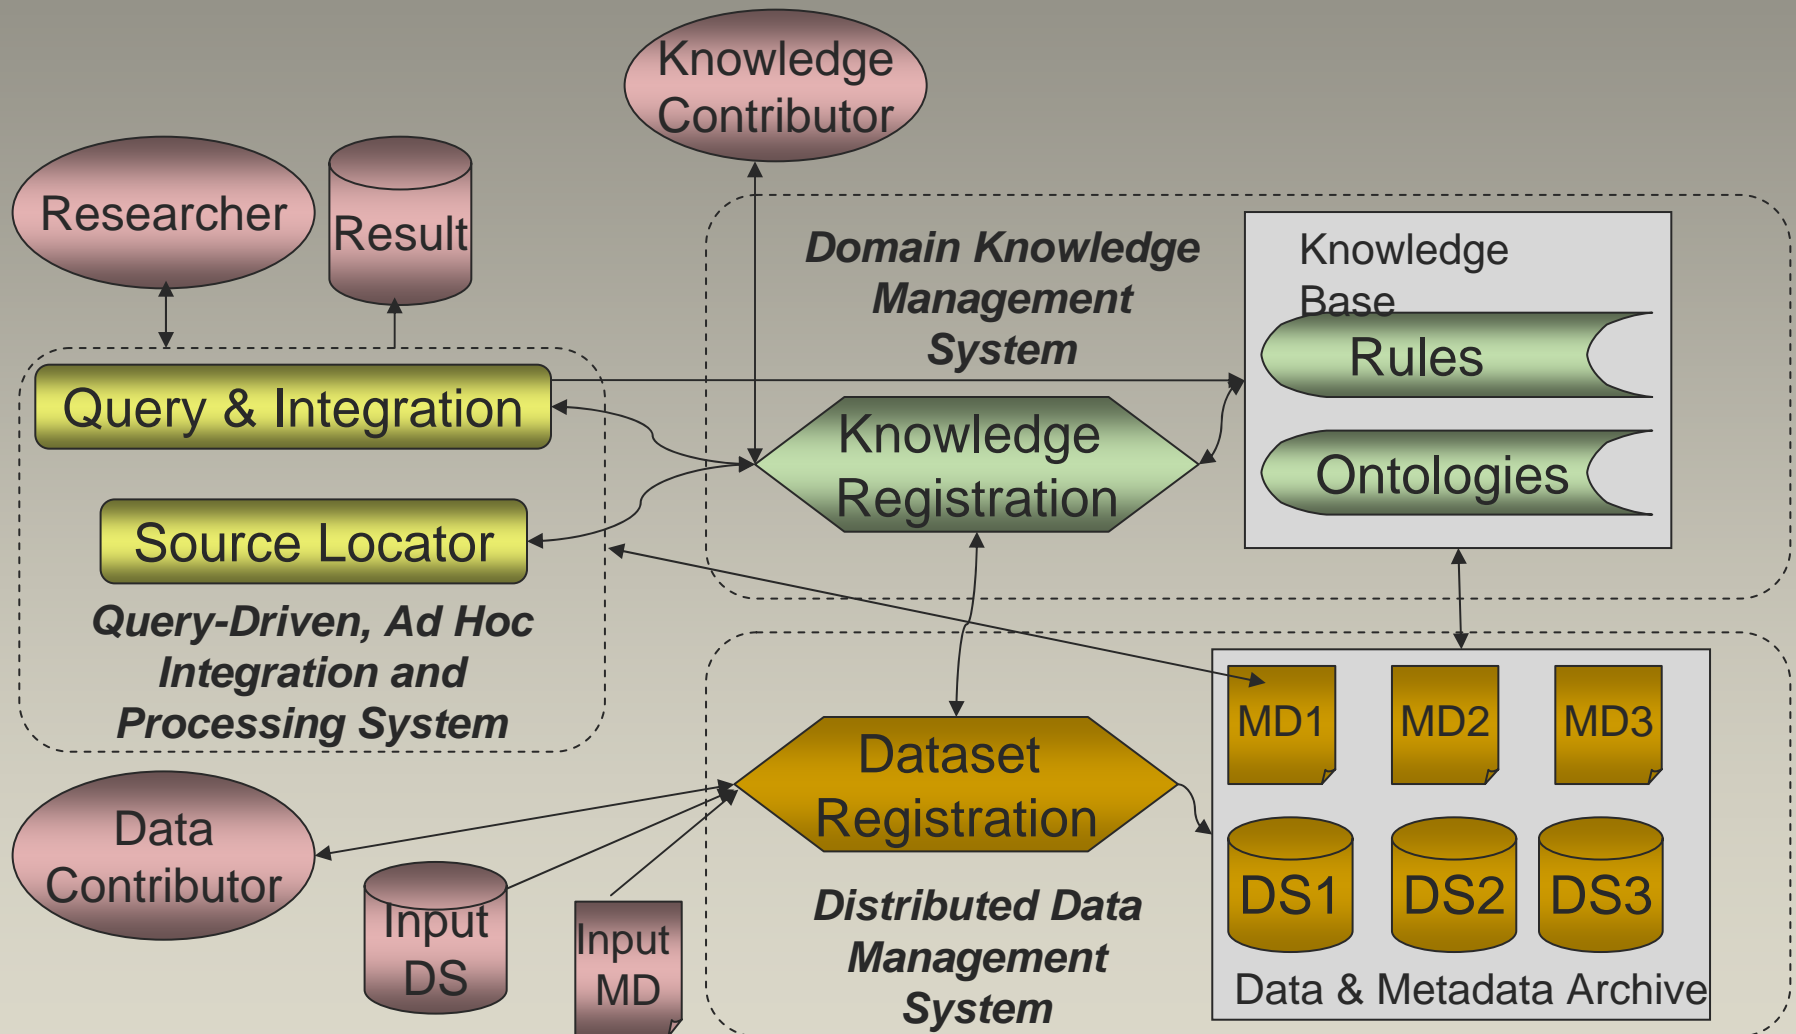 Knowledge
Contributor
Researcher
Result
Domain Knowledge
Management
System
Knowledge
Base
Rules
Ontologies
Query & Integration
Knowledge
Registration
Source Locator
Query-Driven, Ad Hoc
Integration and
Processing System
MD1
MD2
MD3
Dataset
Registration
Data
Contributor
Input
DS
Input
MD
DS1
DS2
DS3
Distributed Data
Management
System
Data & Metadata Archive